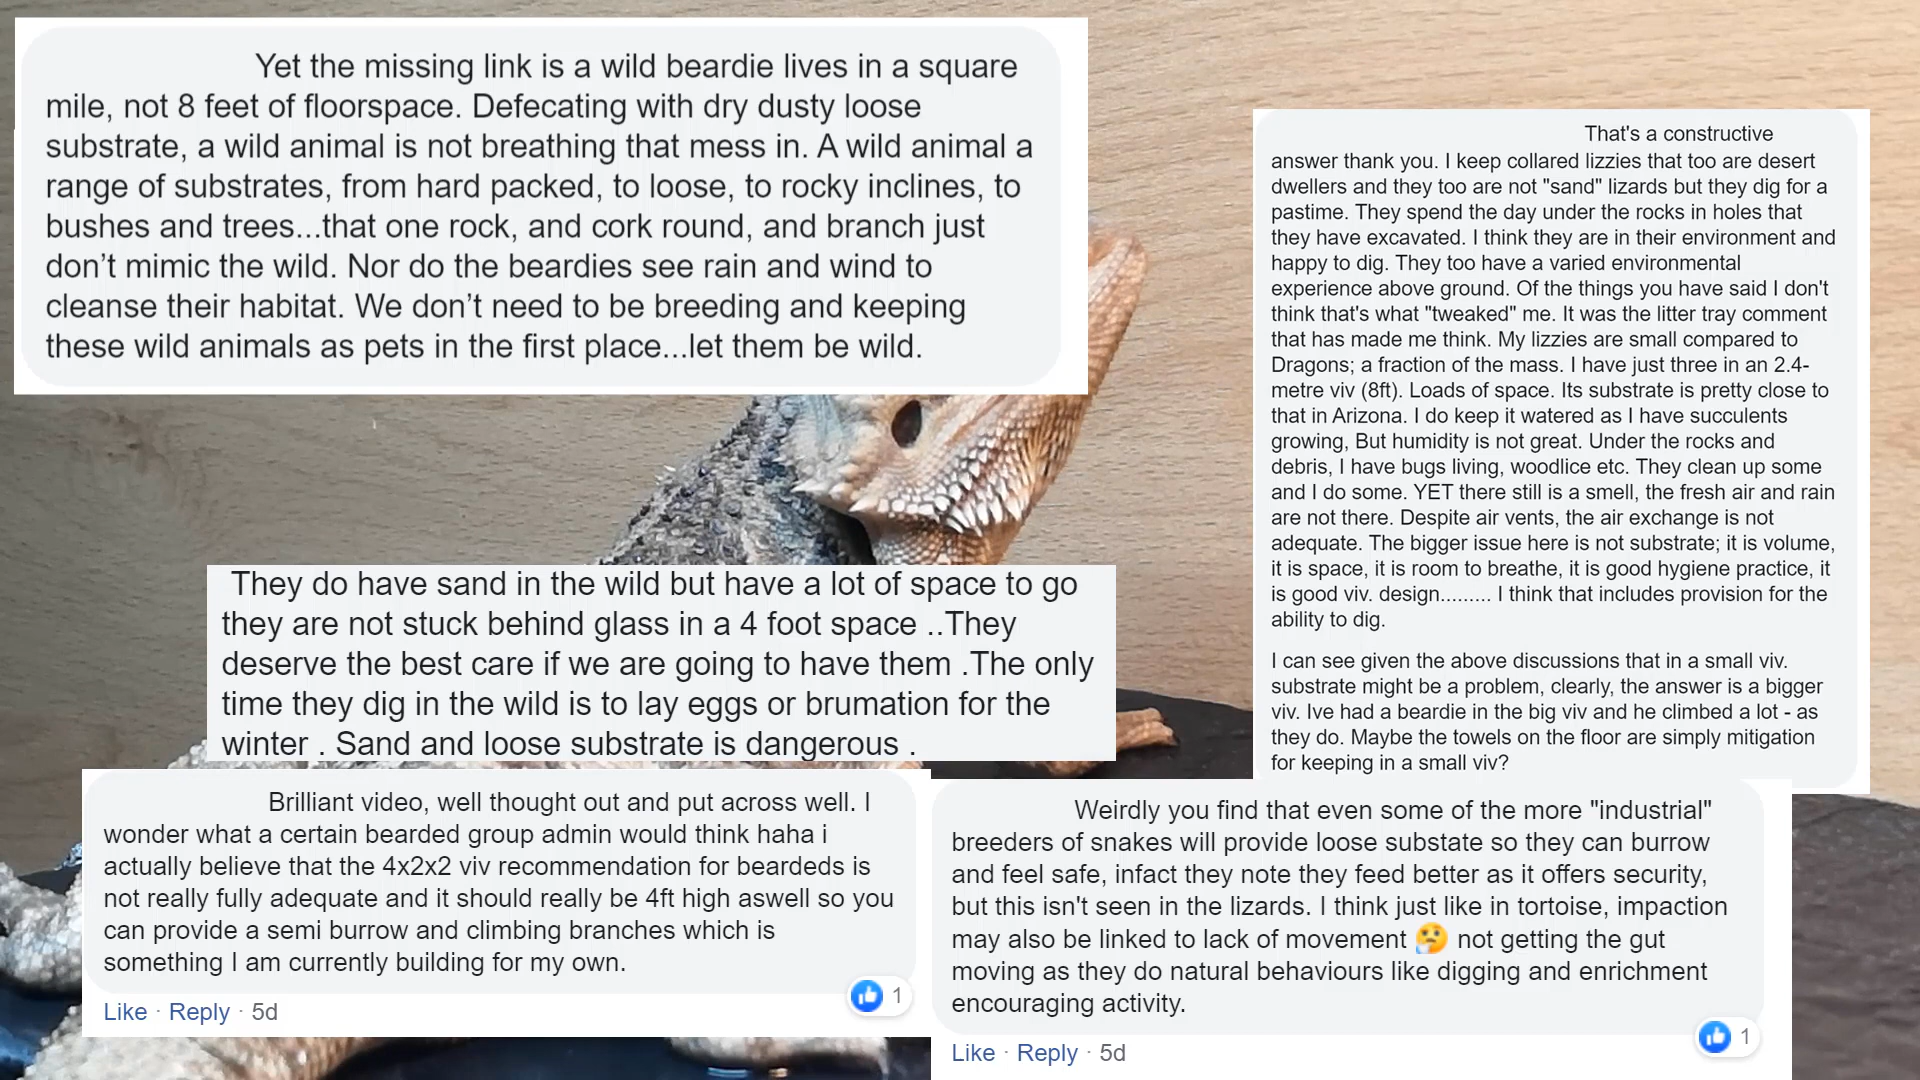 Yet the missing link is a wild beardie lives in a square
mile, not 8 feet of floorspace. Defecating with dry dusty loose
substrate, a wild animal is not breathing that mess in. A wild animal a
range of substrates, from hard packed, to loose, to rocky inclines, to
bushes and trees...that one rock, and cork round, and branch just
don’t mimic the wild. Nor do the beardies see rain and wind to
cleanse their habitat. We don’t need to be breeding and keeping
these wild animals as pets in the first place...let them be wild.
That's a constructive
answer thank you. I keep collared lizzies that too are desert
dwellers and they too are not "sand" lizards but they dig for a
pastime. They spend the day under the rocks in holes that
they have excavated. I think they are in their environment and
happy to dig. They too have a varied environmental
experience above ground. Of the things you have said I don't
think that's what "tweaked" me. It was the litter tray comment
that has made me think. My lizzies are small compared to
Dragons; a fraction of the mass. I have just three in an 2.4-
metre viv (8ft). Loads of space. Its substrate is pretty close to
that in Arizona. I do keep it watered as I have succulents
growing, But humidity is not great. Under the rocks and
debris, I have bugs living, woodlice etc. They clean up some
and I do some. YET there still is a smell, the fresh air and rain
are not there. Despite air vents, the air exchange is not
adequate. The bigger issue here is not substrate; it is volume,
it is space, it is room to breathe, it is good hygiene practice, it
is good viv. design......... I think that includes provision for the
ability to dig.
I can see given the above discussions that in a small viv.
substrate might be a problem, clearly, the answer is a bigger
viv. Ive had a beardie in the big viv and he climbed a lot - as
they do. Maybe the towels on the floor are simply mitigation
for keeping in a small viv?
They do have sand in the wild but have a lot of space to go
they are not stuck behind glass in a 4 foot space ..They
deserve the best care if we are going to have them .The only
time they dig in the wild is to lay eggs or brumation for the
winter . Sand and loose substrate is dangerous .
Brilliant video, well thought out and put across well. I
wonder what a certain bearded group admin would think haha i
actually believe that the 4x2x2 viv recommendation for beardeds is
not really fully adequate and it should really be 4ft high aswell so you
can provide a semi burrow and climbing branches which is
something I am currently building for my own.
1
Like · Reply · 5d
Weirdly you find that even some of the more "industrial"
breeders of snakes will provide loose substate so they can burrow
and feel safe, infact they note they feed better as it offers security,
but this isn't seen in the lizards. I think just like in tortoise, impaction
may also be linked to lack of movement 🤔 not getting the gut
moving as they do natural behaviours like digging and enrichment
encouraging activity.
1
Like · Reply · 5d